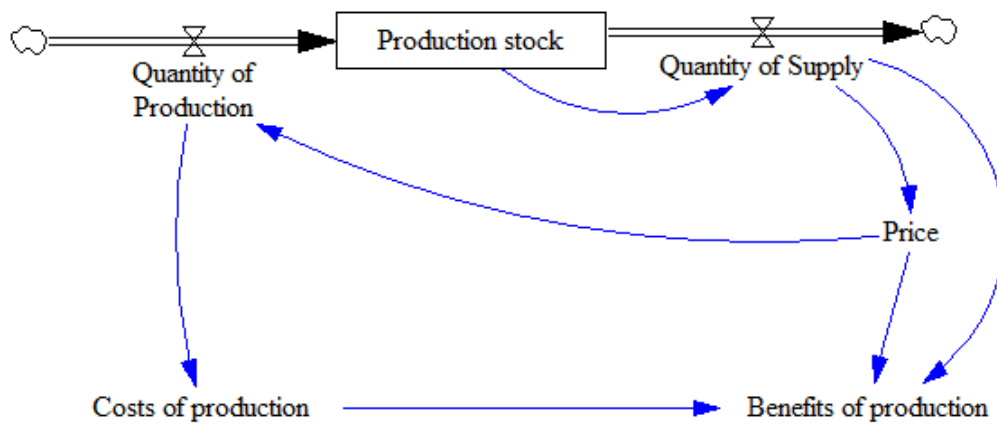 Production stock
Quantity of
Production
Quantity of Supply
Price
Costs of production
Benefits of production